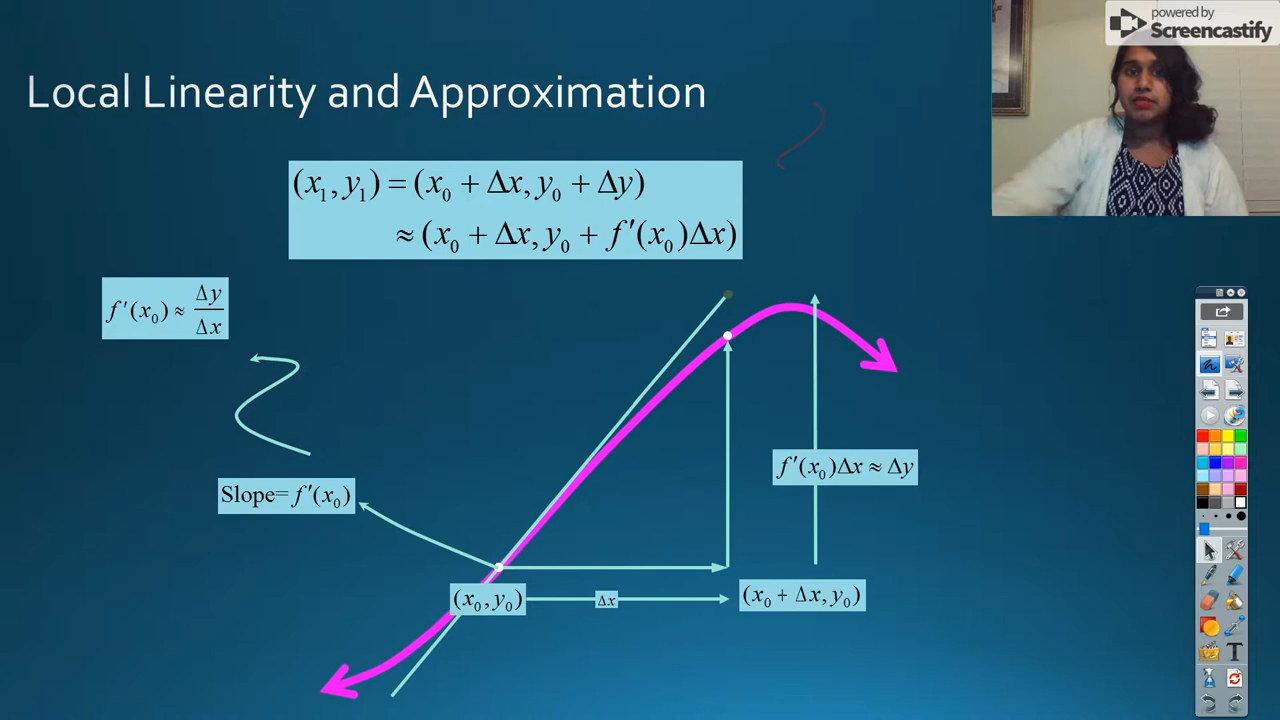 powered by
Screencastify
Local Linearity and Approximation
(x₁, y₁) = (x₀ + Δx, y₀ + Δy)
≈ (x₀ + Δx, y₀ + f′(x₀)Δx)
f′(x₀) ≈ Δy/Δx
f′(x₀)Δx ≈ Δy
Slope= f′(x₀)
(x₀, y₀)
Δx
(x₀ + Δx, y₀)
T